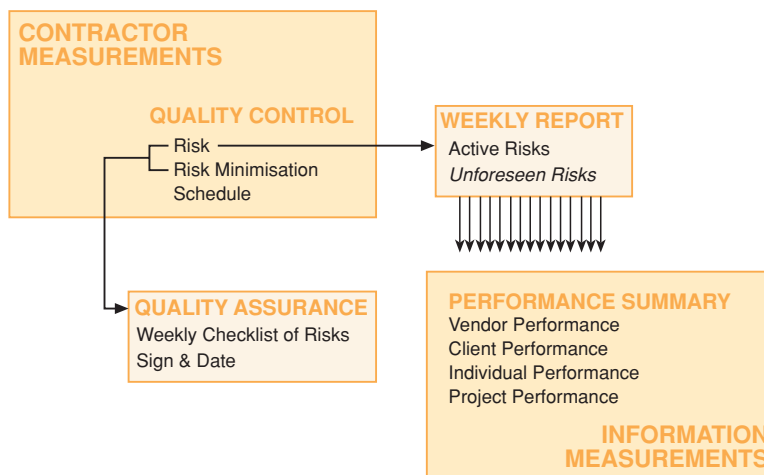 CONTRACTOR
MEASUREMENTS
QUALITY CONTROL
Risk
Risk Minimisation
Schedule
WEEKLY REPORT
Active Risks
Unforeseen Risks
QUALITY ASSURANCE
Weekly Checklist of Risks
Sign & Date
PERFORMANCE SUMMARY
Vendor Performance
Client Performance
Individual Performance
Project Performance
INFORMATION
MEASUREMENTS